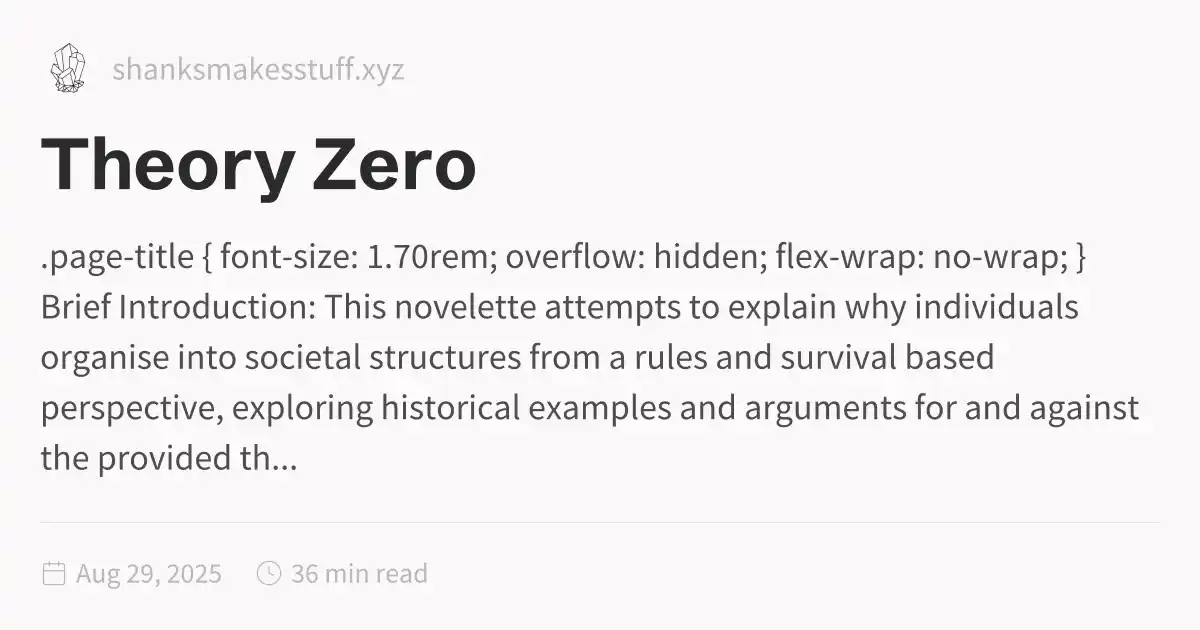 shanksmakesstuff.xyz
Theory Zero
.page-title { font-size: 1.70rem; overflow: hidden; flex-wrap: no-wrap; }
Brief Introduction: This novelette attempts to explain why individuals
organise into societal structures from a rules and survival based
perspective, exploring historical examples and arguments for and against
the provided th...
Aug 29, 2025 36 min read